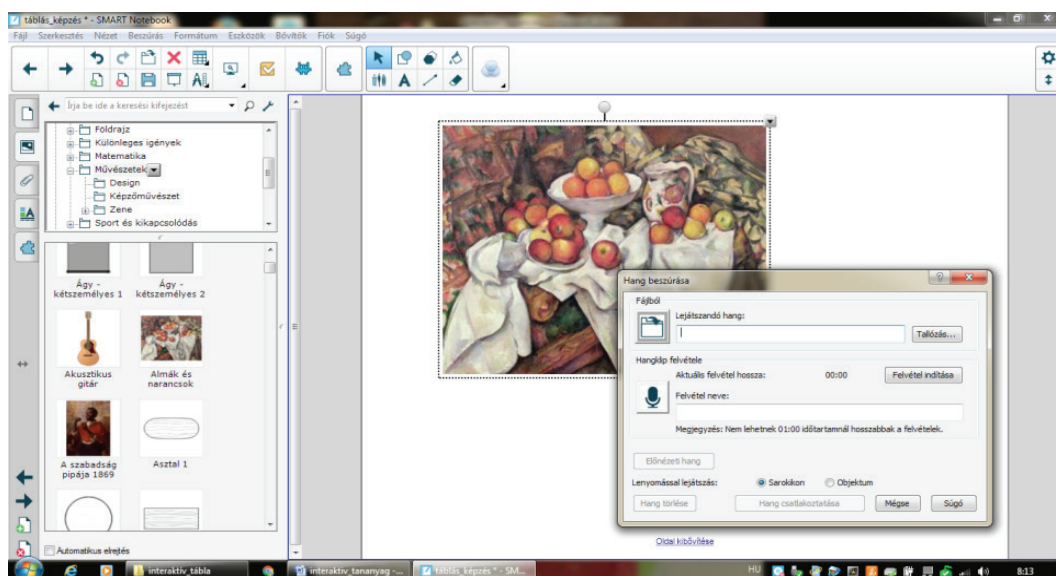 táblás_képzés * - SMART Notebook
Fájl Szerkesztés Nézet Beszúrás Formátum Eszközök Bővítők Fiók Súgó
Írja be ide a keresési kifejezést
Földrajz
Különleges igények
Matematika
Művészetek
Design
Képzőművészet
Zene
Sport és kikapcsolódás
Ágy - kétszemélyes 1
Ágy - kétszemélyes 2
Akusztikus gitár
Almák és narancsok
A szabadság pipája 1869
Asztal 1
Automatikus elrejtés
Hang beszúrása
Fájlból
Lejátszandó hang:
Tallózás...
Hangklip felvétele
Aktuális felvétel hossza: 00:00 Felvétel indítása
Felvétel neve:
Megjegyzés: Nem lehetnek 01:00 időtartamnál hosszabbak a felvételek.
Előnézeti hang
Lenyomással lejátszás: Sarokikon Objektum
Hang törlése Hang csatlakoztatása Mégse Súgó
Oldal kibővítése
interaktív_tábla interaktív_tananyag -... táblás_képzés * - SM... HU 8:13